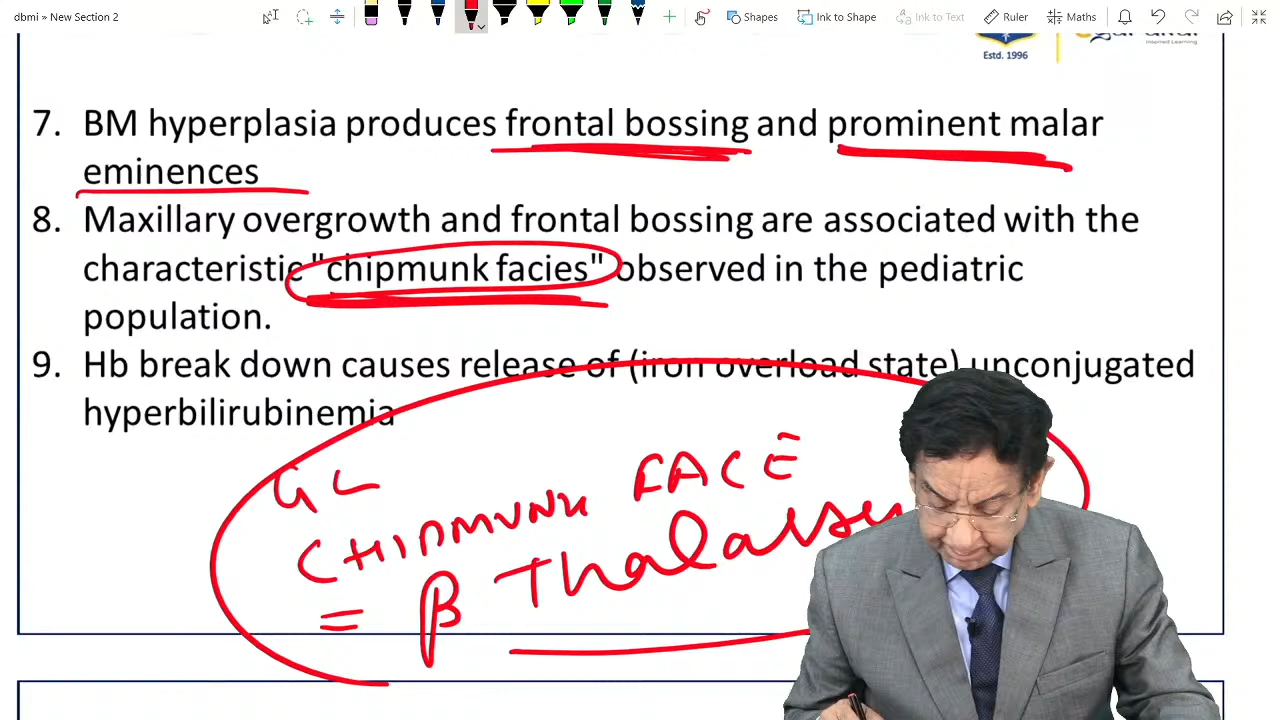 dbmi » New Section 2
Shapes
Ink to Shape
Ink to Text
Ruler
Maths
Estd. 1996
Inspired Learning
7. BM hyperplasia produces frontal bossing and prominent malar
eminences
8. Maxillary overgrowth and frontal bossing are associated with the
characteristic "chipmunk facies" observed in the pediatric
population.
9. Hb break down causes release of (iron overload state) unconjugated
hyperbilirubinemia
CHIPMUNK FACE
= β